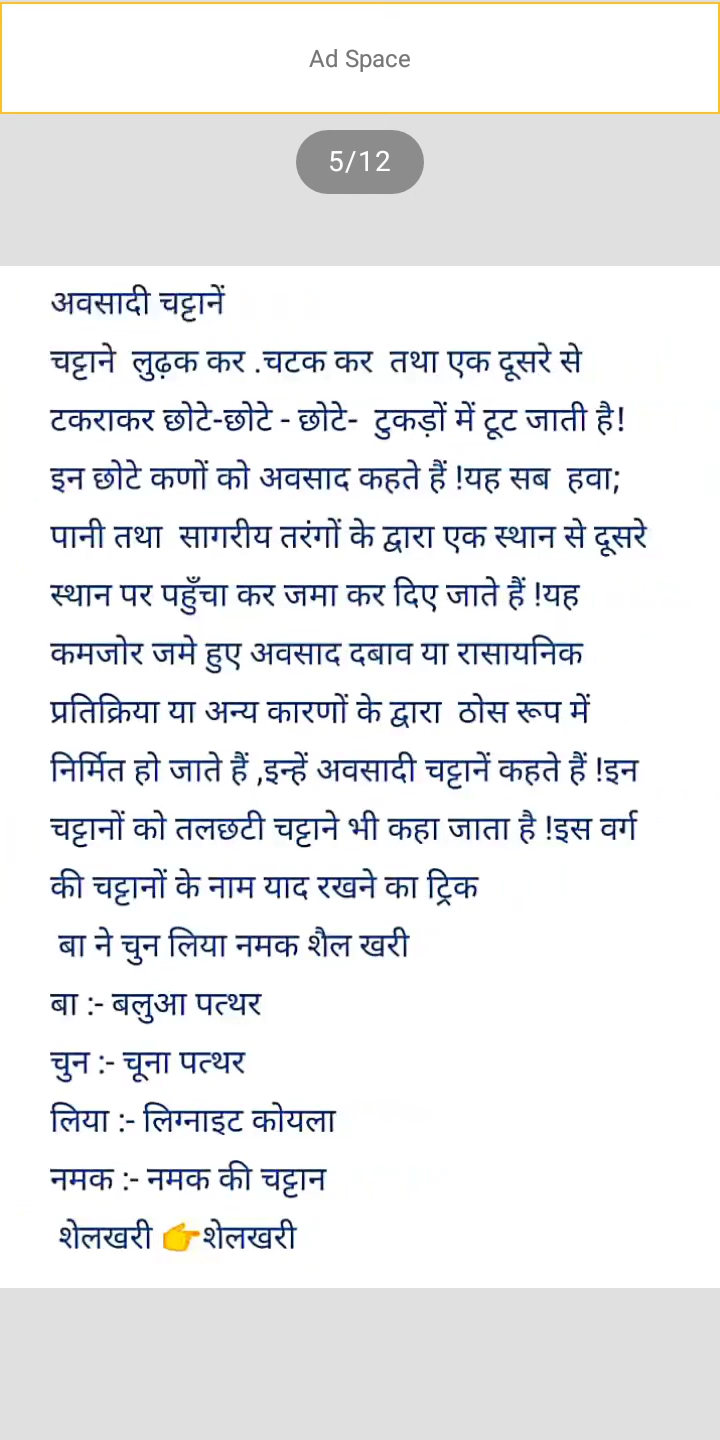 Ad Space
5/12
अवसादी चट्टानें
चट्टाने लुढ़क कर .चटक कर तथा एक दूसरे से
टकराकर छोटे-छोटे - छोटे- टुकड़ों में टूट जाती है!
इन छोटे कणों को अवसाद कहते हैं !यह सब हवा;
पानी तथा सागरीय तरंगों के द्वारा एक स्थान से दूसरे
स्थान पर पहुँचा कर जमा कर दिए जाते हैं !यह
कमजोर जमे हुए अवसाद दबाव या रासायनिक
प्रतिक्रिया या अन्य कारणों के द्वारा ठोस रूप में
निर्मित हो जाते हैं ,इन्हें अवसादी चट्टानें कहते हैं !इन
चट्टानों को तलछटी चट्टाने भी कहा जाता है !इस वर्ग
की चट्टानों के नाम याद रखने का ट्रिक
बा ने चुन लिया नमक शैल खरी
बा :- बलुआ पत्थर
चुन :- चूना पत्थर
लिया :- लिग्नाइट कोयला
नमक :- नमक की चट्टान
शेलखरी 👉शेलखरी